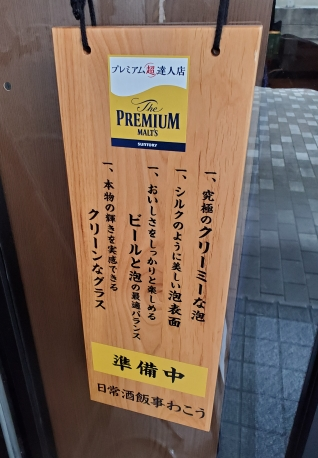 プレミアム超達人店
The
PREMIUM
MALT'S
SUNTORY
一、究極のクリーミーな泡
一、シルクのように美しい泡表面
一、おいしさをしっかりと楽しめる
ビールと泡の最適バランス
一、本物の輝きを実感できる
クリーンなグラス
準備中
日常酒飯事わこう